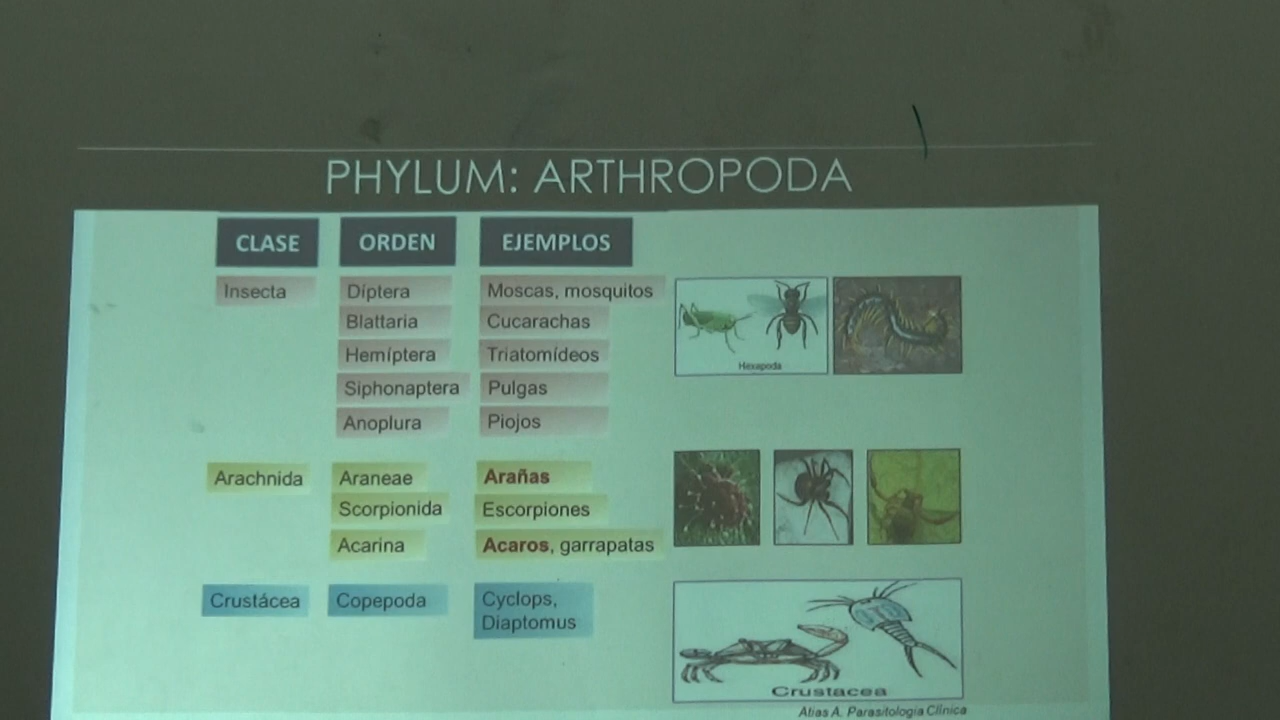 PHYLUM: ARTHROPODA
CLASE ORDEN EJEMPLOS
Insecta Díptera Moscas, mosquitos
Blattaria Cucarachas
Hemíptera Triatomídeos
Siphonaptera Pulgas
Anoplura Piojos
Hexapoda
Arachnida Araneae Arañas
Scorpionida Escorpiones
Acarina Acaros, garrapatas
Crustácea Copepoda Cyclops,
Diaptomus
Crustacea
Atias A. Parasitología Clínica